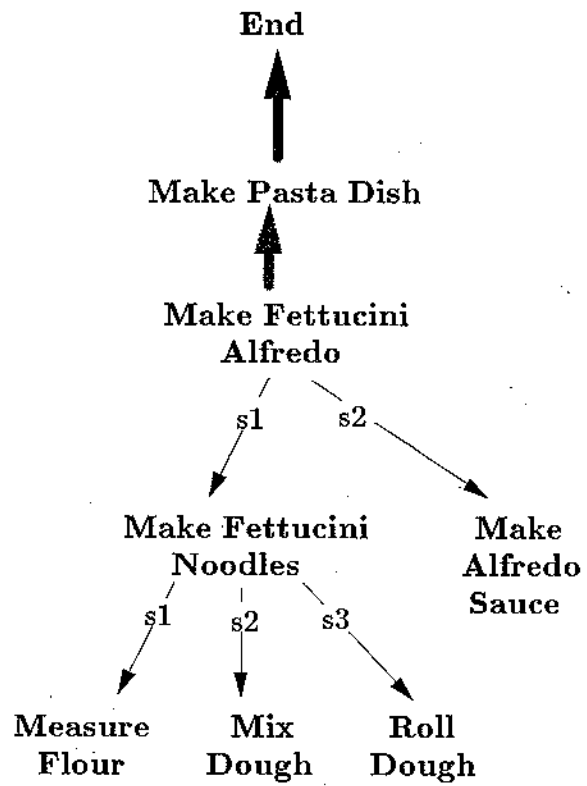 End
Make Pasta Dish
Make Fettucini
Alfredo
s1
s2
Make Fettucini
Noodles
Make
Alfredo
Sauce
s1
s2
s3
Measure
Flour
Mix
Dough
Roll
Dough